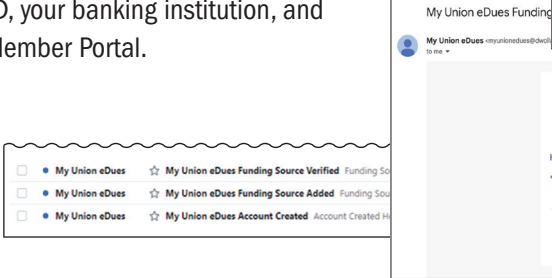 D, your banking institution, and
Member Portal.
My Union eDues Funding
My Union eDues <myunionedues@dwolla
to me
My Union eDues My Union eDues Funding Source Verified Funding So
My Union eDues My Union eDues Funding Source Added Funding Sou
My Union eDues My Union eDues Account Created Account Created H